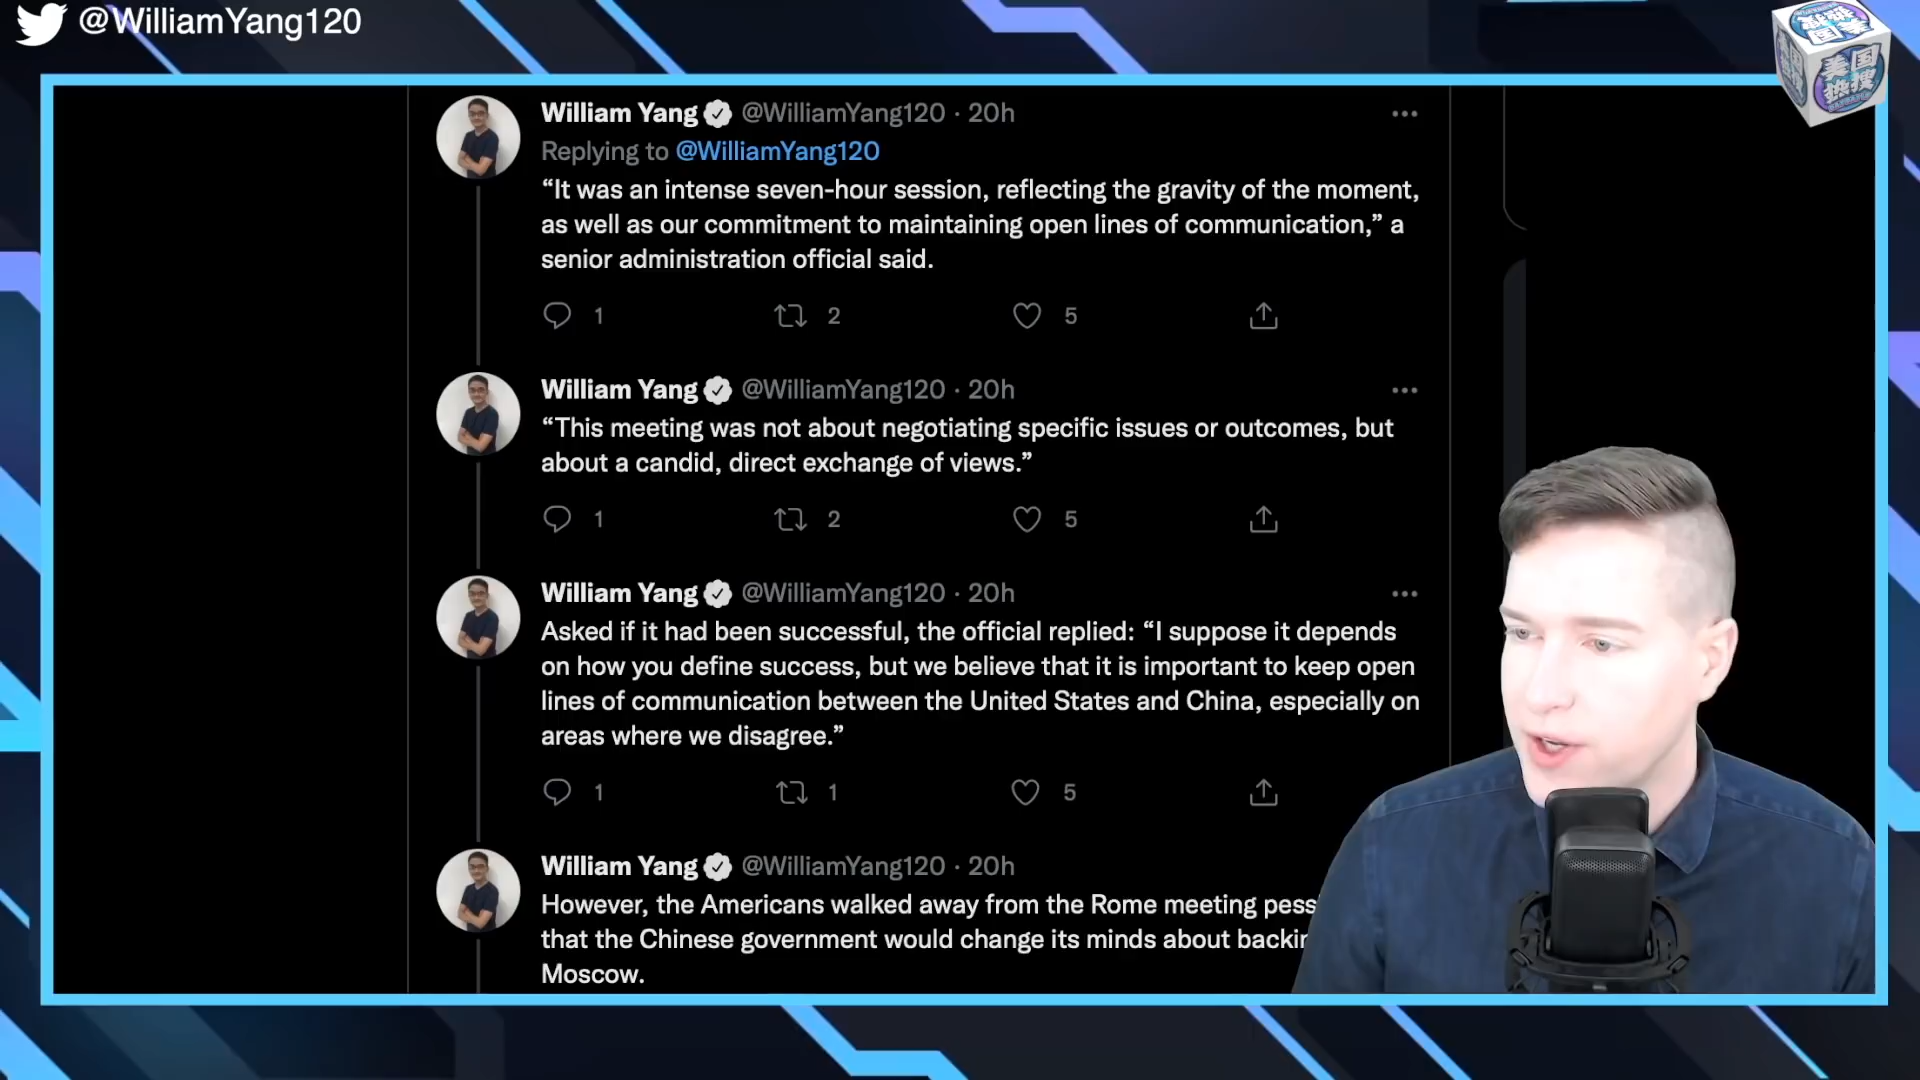 @WilliamYang120
美国
热搜
William Yang @WilliamYang120 · 20h
Replying to @WilliamYang120
“It was an intense seven-hour session, reflecting the gravity of the moment,
as well as our commitment to maintaining open lines of communication,” a
senior administration official said.
1 2 5
William Yang @WilliamYang120 · 20h
“This meeting was not about negotiating specific issues or outcomes, but
about a candid, direct exchange of views.”
1 2 5
William Yang @WilliamYang120 · 20h
Asked if it had been successful, the official replied: “I suppose it depends
on how you define success, but we believe that it is important to keep open
lines of communication between the United States and China, especially on
areas where we disagree.”
1 1 5
William Yang @WilliamYang120 · 20h
However, the Americans walked away from the Rome meeting pess
that the Chinese government would change its minds about backin
Moscow.